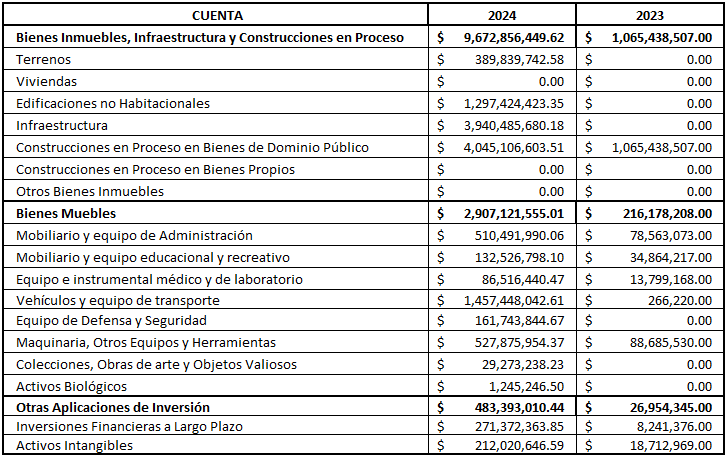 CUENTA 2024 2023
Bienes Inmuebles, Infraestructura y Construcciones en Proceso $ 9,672,856,449.62 $ 1,065,438,507.00
Terrenos $ 389,839,742.58 $ 0.00
Viviendas $ 0.00 $ 0.00
Edificaciones no Habitacionales $ 1,297,424,423.35 $ 0.00
Infraestructura $ 3,940,485,680.18 $ 0.00
Construcciones en Proceso en Bienes de Dominio Público $ 4,045,106,603.51 $ 1,065,438,507.00
Construcciones en Proceso en Bienes Propios $ 0.00 $ 0.00
Otros Bienes Inmuebles $ 0.00 $ 0.00
Bienes Muebles $ 2,907,121,555.01 $ 216,178,208.00
Mobiliario y equipo de Administración $ 510,491,990.06 $ 78,563,073.00
Mobiliario y equipo educacional y recreativo $ 132,526,798.10 $ 34,864,217.00
Equipo e instrumental médico y de laboratorio $ 86,516,440.47 $ 13,799,168.00
Vehículos y equipo de transporte $ 1,457,448,042.61 $ 266,220.00
Equipo de Defensa y Seguridad $ 161,743,844.67 $ 0.00
Maquinaria, Otros Equipos y Herramientas $ 527,875,954.37 $ 88,685,530.00
Colecciones, Obras de arte y Objetos Valiosos $ 29,273,238.23 $ 0.00
Activos Biológicos $ 1,245,246.50 $ 0.00
Otras Aplicaciones de Inversión $ 483,393,010.44 $ 26,954,345.00
Inversiones Financieras a Largo Plazo $ 271,372,363.85 $ 8,241,376.00
Activos Intangibles $ 212,020,646.59 $ 18,712,969.00